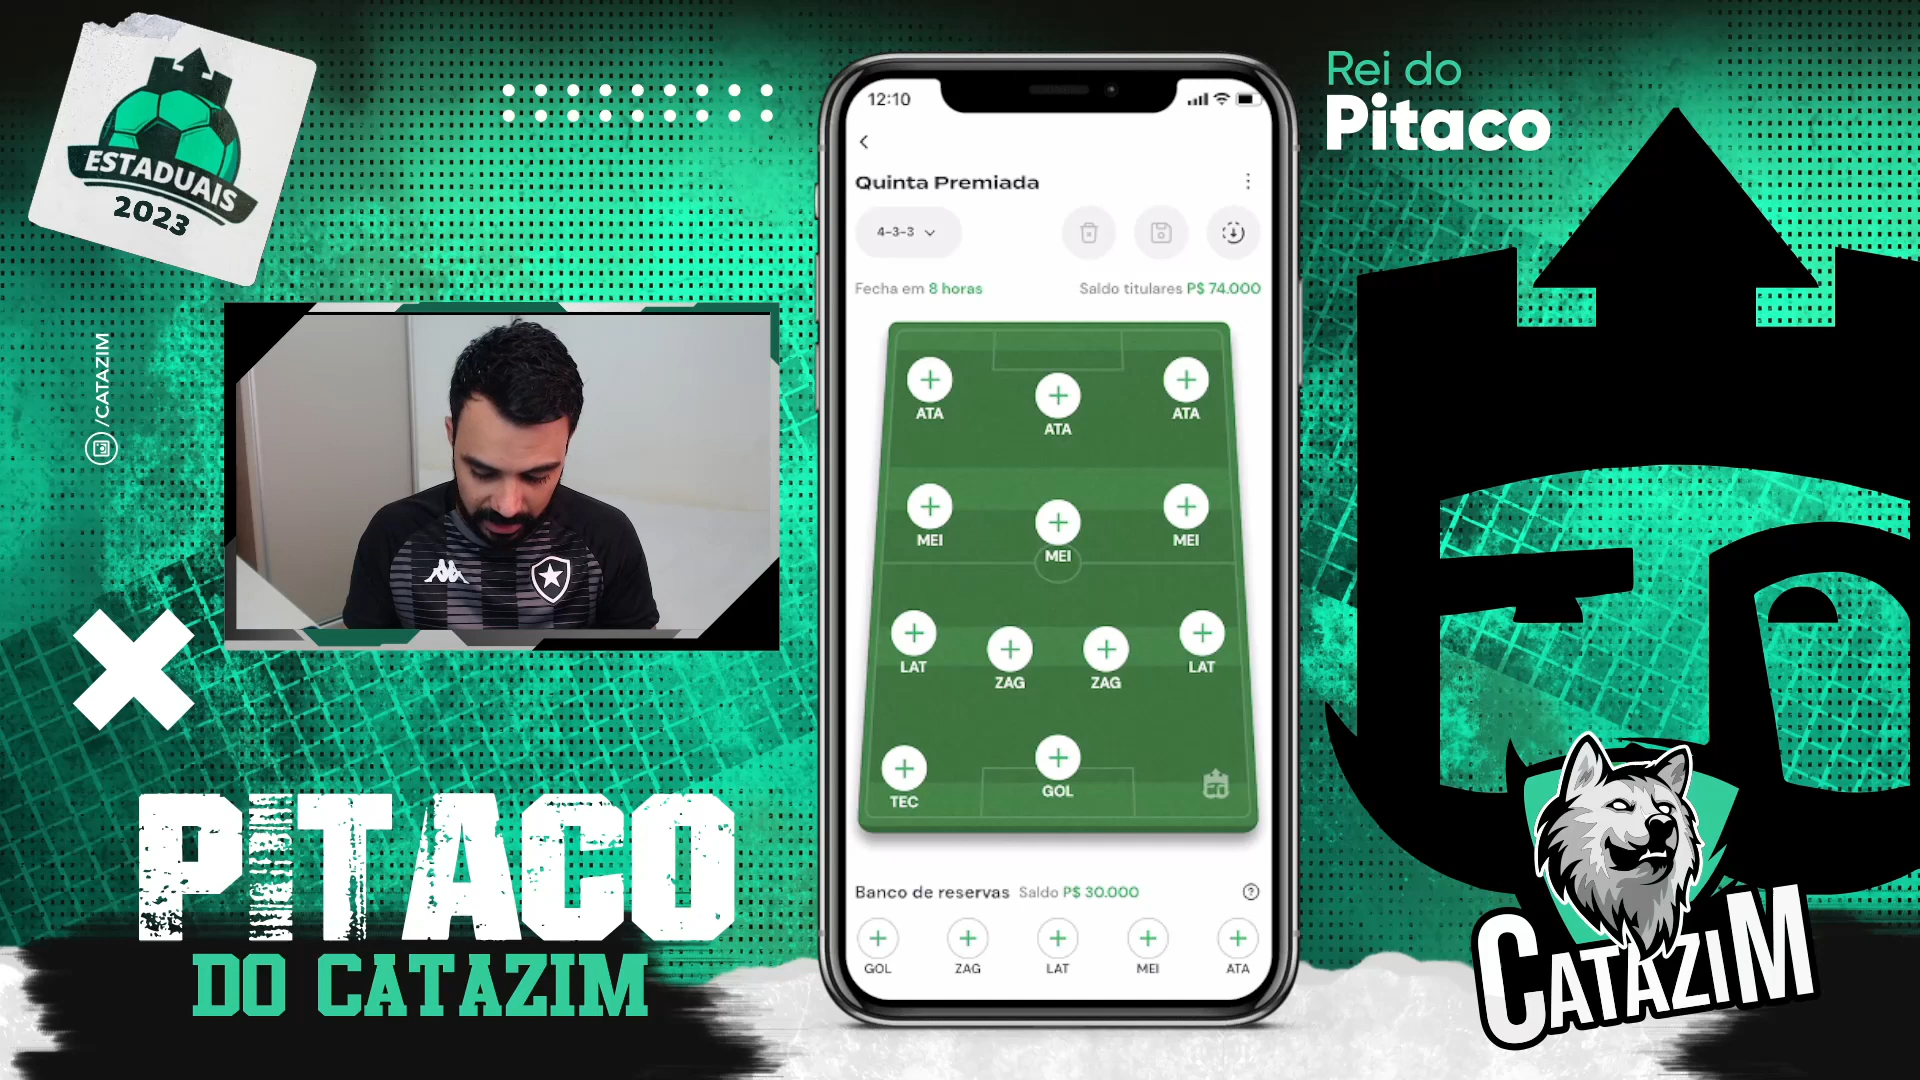 ESTADUAIS
2023
/CATAZIM
PITACO
DO CATAZIM
12:10
Quinta Premiada
4-3-3
Fecha em 8 horas
Saldo titulares P$ 74.000
ATA
ATA
ATA
MEI
MEI
MEI
LAT
ZAG
ZAG
LAT
TEC
GOL
Banco de reservas Saldo P$ 30.000
GOL
ZAG
LAT
MEI
ATA
Rei do
Pitaco
CATAZIM